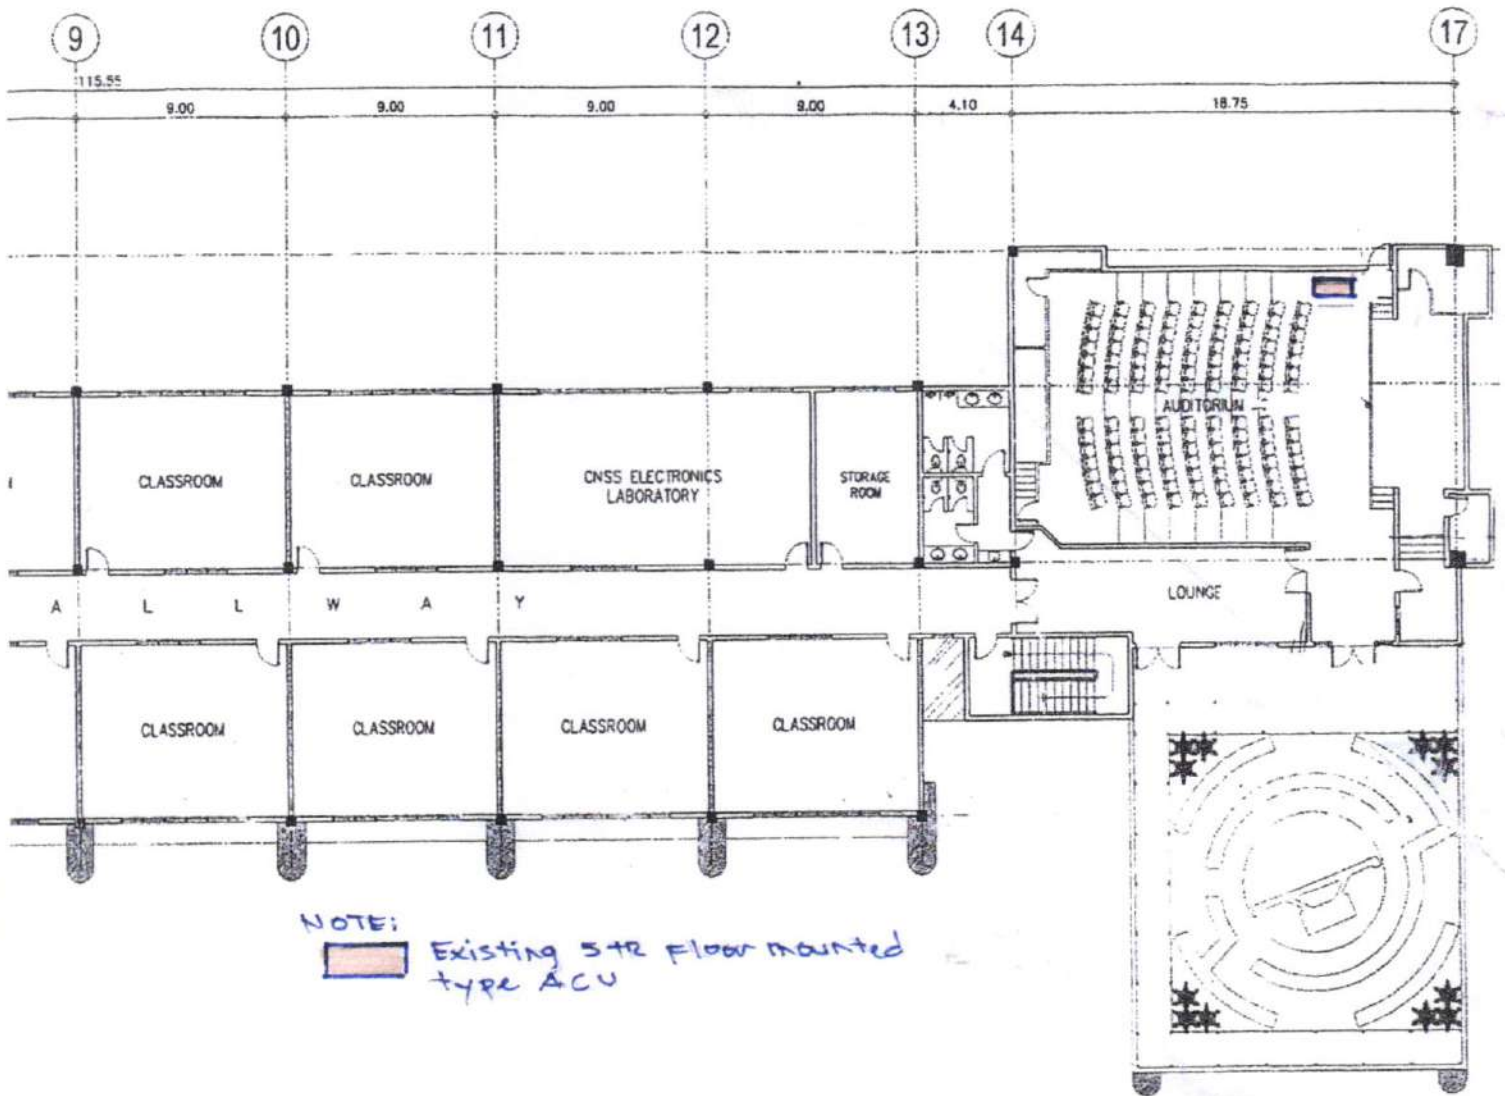 9 10 11 12 13 14 17
115.55
9.00 9.00 9.00 9.00 4.10 18.75
AUDITORIUM
CLASSROOM
CLASSROOM
CNSS ELECTRONICS
LABORATORY
STORAGE
ROOM
LOUNGE
A L L W A Y
CLASSROOM
CLASSROOM
CLASSROOM
CLASSROOM
NOTE:
Existing 5TR Floor mounted
type ACU